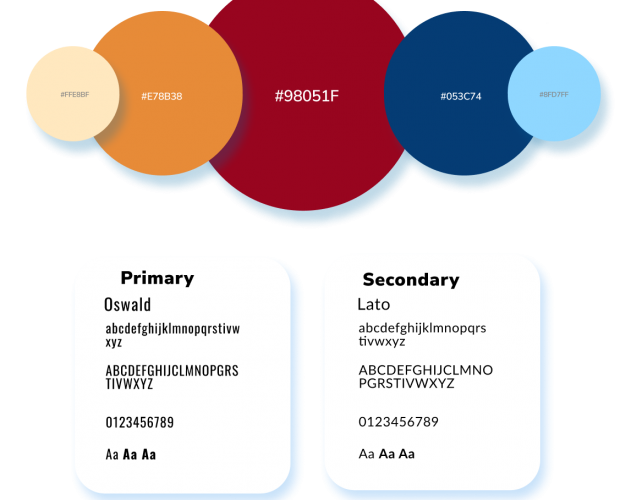 #FFE8BF
#E78B38
#98051F
#053C74
#8FD7FF
Primary
Oswald
abcdefghijklmnopqrstivw
xyz
ABCDEFGHIJCLMNOPGRS
TIVWXYZ
0123456789
Aa Aa Aa
Secondary
Lato
abcdefghijklmnopqrs
tivwxyz
ABCDEFGHIJCLMNO
PGRSTIVWXYZ
0123456789
Aa Aa Aa